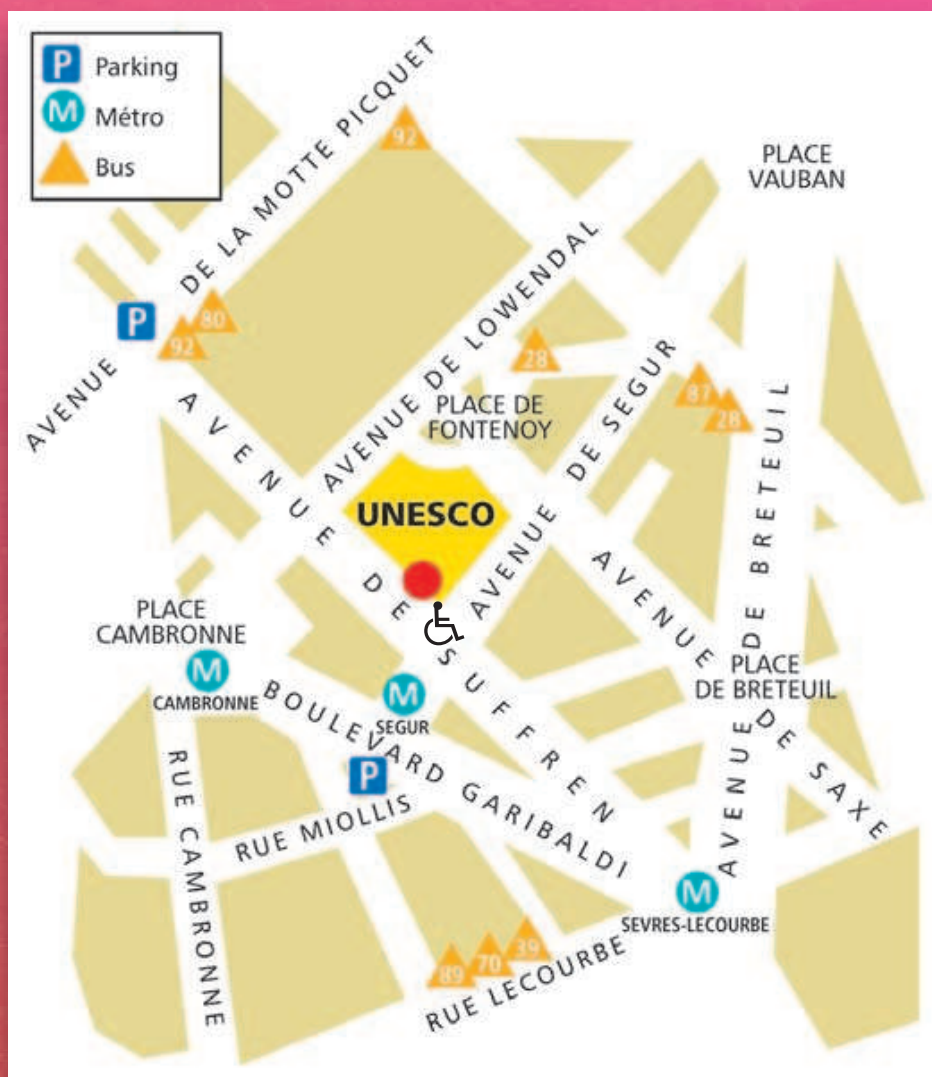 P Parking
M Métro
Bus
AVENUE DE LA MOTTE PICQUET
92
PLACE
VAUBAN
P
80
92
AVENUE DE LOWENDAL
28
PLACE DE
FONTENOY
AVENUE DE SEGUR
87
28
AVENUE DE BRETEUIL
AVENUE DE SUFFREN
UNESCO
AVENUE DE SAXE
PLACE
CAMBRONNE
M
CAMBRONNE
M
SEGUR
PLACE
DE BRETEUIL
BOULEVARD GARIBALDI
P
RUE MIOLLIS
RUE CAMBRONNE
M
SEVRES-LECOURBE
89
70
39
RUE LECOURBE